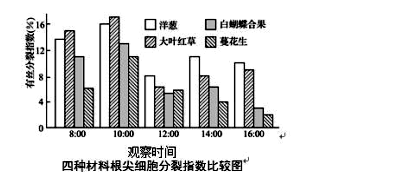 有丝分裂指数(%)
16
12
8
4
0
洋葱
白蝴蝶合果
大叶红草
蔓花生
8:00
10:00
12:00
14:00
16:00
观察时间
四种材料根尖细胞分裂指数比较图